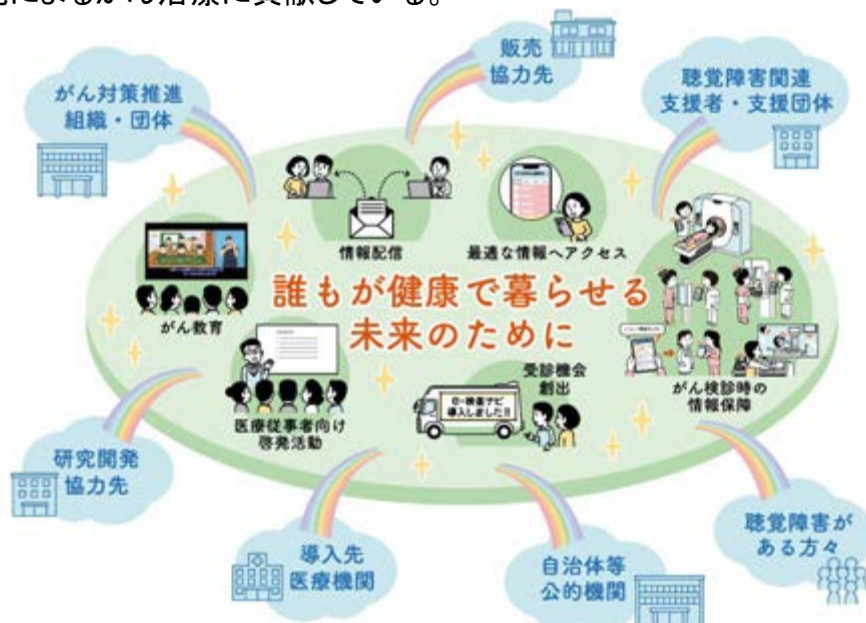 によるがん治療に貢献している。
販売
協力先
がん対策推進
組織・団体
聴覚障害関連
支援者・支援団体
情報配信
最適な情報へアクセス
がん教育
誰もが健康で暮らせる
未来のために
医療従事者向け
啓発活動
受診機会
創出
e-検査ナビ
導入しました!!
がん検診時の
情報保障
研究開発
協力先
導入先
医療機関
自治体等
公的機関
聴覚障害が
ある方々